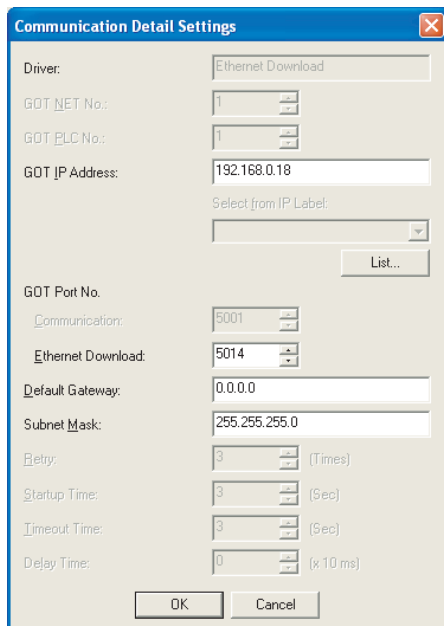 Communication Detail Settings
Driver: Ethernet Download
GOT NET No.: 1
GOT PLC No.: 1
GOT IP Address: 192.168.0.18
Select from IP Label:
List...
GOT Port No.
Communication: 5001
Ethernet Download: 5014
Default Gateway: 0.0.0.0
Subnet Mask: 255.255.255.0
Retry: 3 (Times)
Startup Time: 3 (Sec)
Timeout Time: 3 (Sec)
Delay Time: 0 (x 10 ms)
OK Cancel